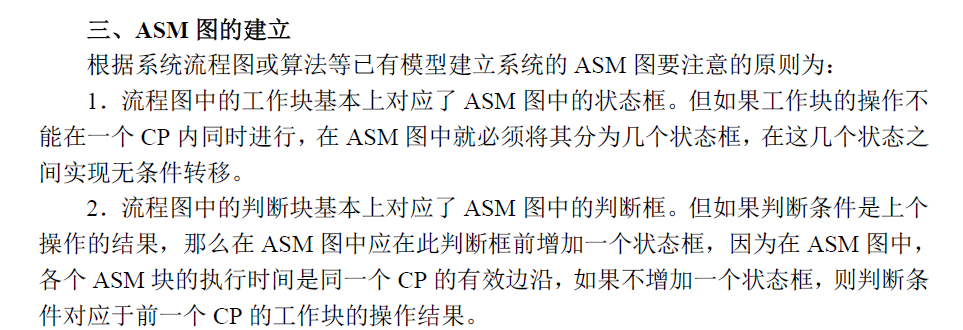 三、ASM 图的建立
根据系统流程图或算法等已有模型建立系统的 ASM 图要注意的原则为：
1．流程图中的工作块基本上对应了 ASM 图中的状态框。但如果工作块的操作不
能在一个 CP 内同时进行，在 ASM 图中就必须将其分为几个状态框，在这几个状态之
间实现无条件转移。
2．流程图中的判断块基本上对应了 ASM 图中的判断框。但如果判断条件是上个
操作的结果，那么在 ASM 图中应在此判断框前增加一个状态框，因为在 ASM 图中，
各个 ASM 块的执行时间是同一个 CP 的有效边沿，如果不增加一个状态框，则判断条
件对应于前一个 CP 的工作块的操作结果。